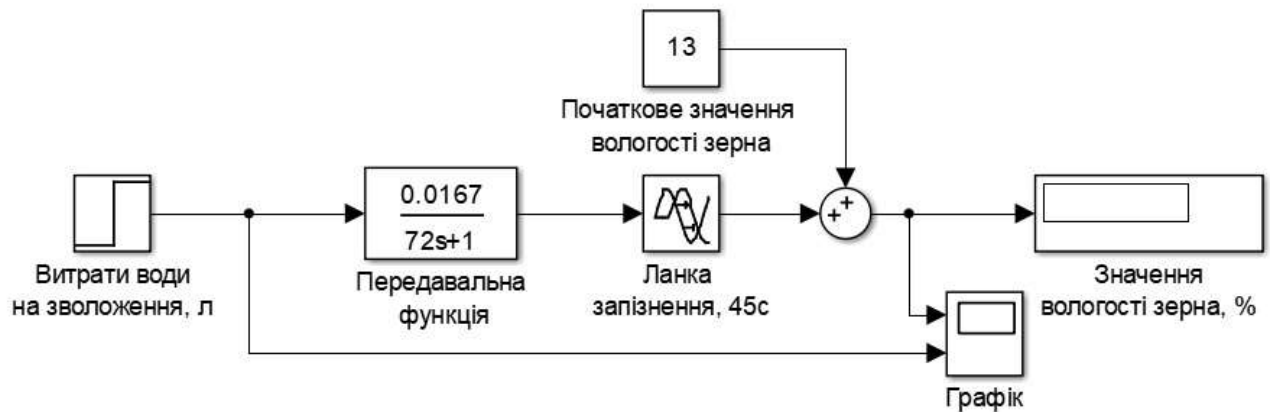 13
Початкове значення
вологості зерна
Витрати води
на зволоження, л
0.0167
72s+1
Передавальна
функція
Ланка
запізнення, 45с
++
Значення
вологості зерна, %
Графік